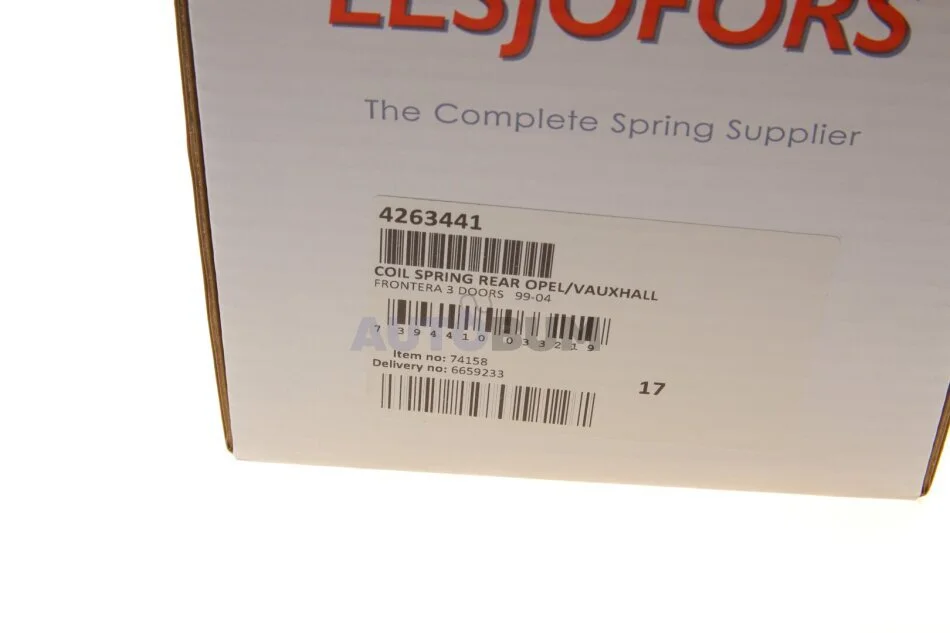 LESJÖFORS
The Complete Spring Supplier
4263441
COIL SPRING REAR OPEL/VAUXHALL
FRONTERA 3 DOORS 99-04
AUTOBUM
7 394410 033219
Item no: 74158
Delivery no: 6659233
17